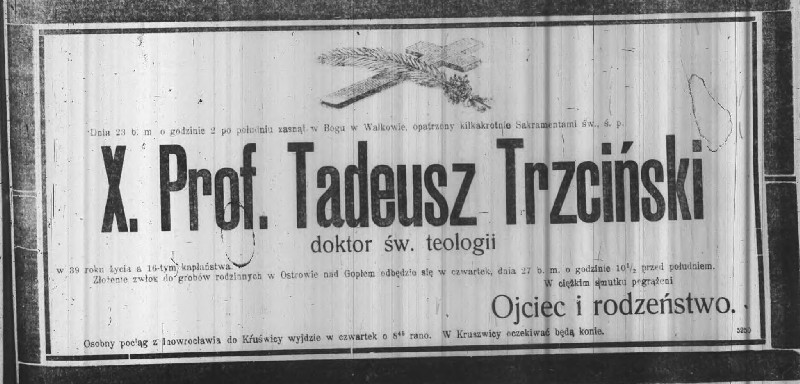 Dnia 23 b. m. o godzinie 2 po południu zasnął w Bogu w Walkowie, opatrzony kilkakrotnie Sakramentami św., ś. p.
X. Prof. Tadeusz Trzciński
doktor św. teologii
w 39 roku życia a 16-tym kapłaństwa.
Złożenie zwłok do grobów rodzinnych w Ostrowie nad Gopłem odbędzie się w czwartek, dnia 27 b. m. o godzinie 10½ przed południem.
W ciężkim smutku pogrążeni
Ojciec i rodzeństwo.
Osobny pociąg z Inowrocławia do Kruświcy wyjdzie w czwartek o 8⁴⁵ rano. W Kruszwicy oczekiwać będą konie.